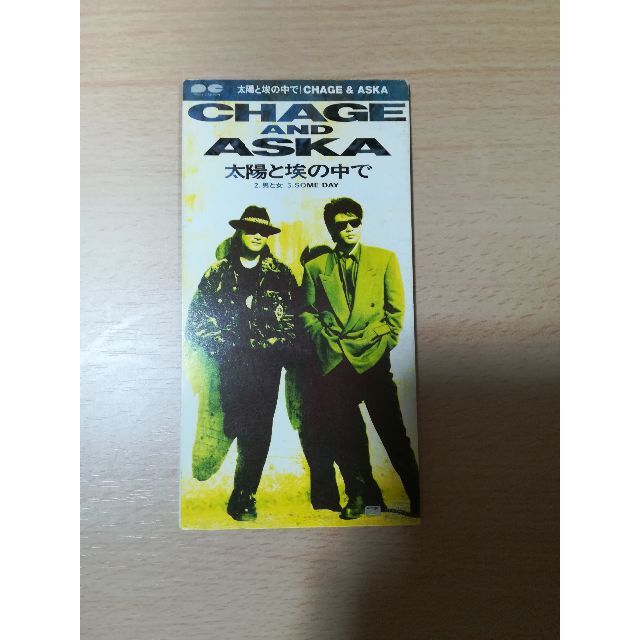 太陽と埃の中で | CHAGE & ASKA
CHAGE
AND
ASKA
太陽と埃の中で
2. 男と女 3. SOME DAY